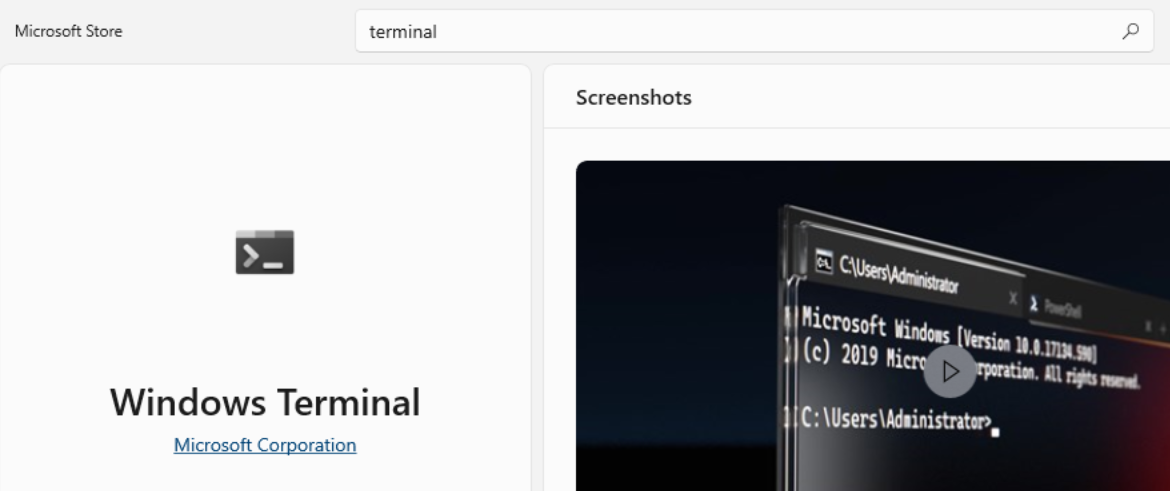 Microsoft Store
terminal
Screenshots
Windows Terminal
Microsoft Corporation
C:\Users\Administrator
PowerShell
Microsoft Windows [Version 10.0.17134.590]
(c) 2019 Micro rporation. All rights reserved.
C:\Users\Administrator>